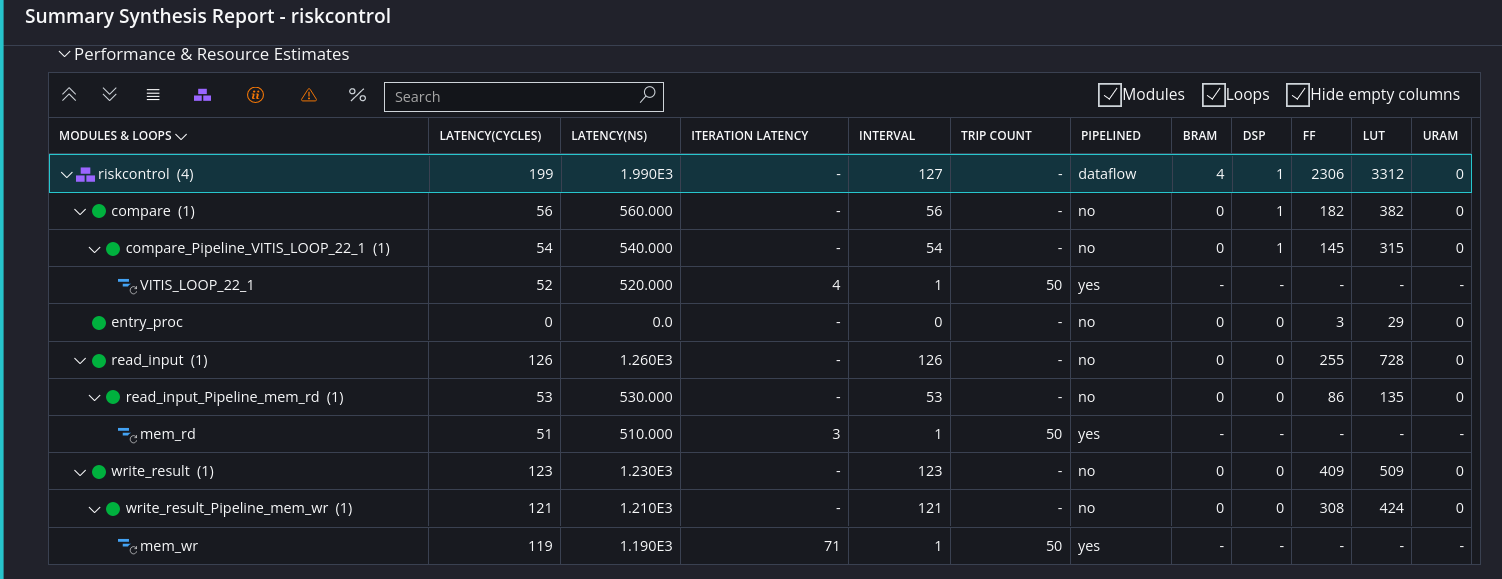 Summary Synthesis Report - riskcontrol
Performance & Resource Estimates
% Search Modules Loops Hide empty columns
MODULES & LOOPS LATENCY(CYCLES) LATENCY(NS) ITERATION LATENCY INTERVAL TRIP COUNT PIPELINED BRAM DSP FF LUT URAM
riskcontrol (4) 199 1.990E3 - 127 - dataflow 4 1 2306 3312 0
compare (1) 56 560.000 - 56 - no 0 1 182 382 0
compare_Pipeline_VITIS_LOOP_22_1 (1) 54 540.000 - 54 - no 0 1 145 315 0
VITIS_LOOP_22_1 52 520.000 4 1 50 yes - - - - -
entry_proc 0 0.0 - 0 - no 0 0 3 29 0
read_input (1) 126 1.260E3 - 126 - no 0 0 255 728 0
read_input_Pipeline_mem_rd (1) 53 530.000 - 53 - no 0 0 86 135 0
mem_rd 51 510.000 3 1 50 yes - - - - -
write_result (1) 123 1.230E3 - 123 - no 0 0 409 509 0
write_result_Pipeline_mem_wr (1) 121 1.210E3 - 121 - no 0 0 308 424 0
mem_wr 119 1.190E3 71 1 50 yes - - - - -